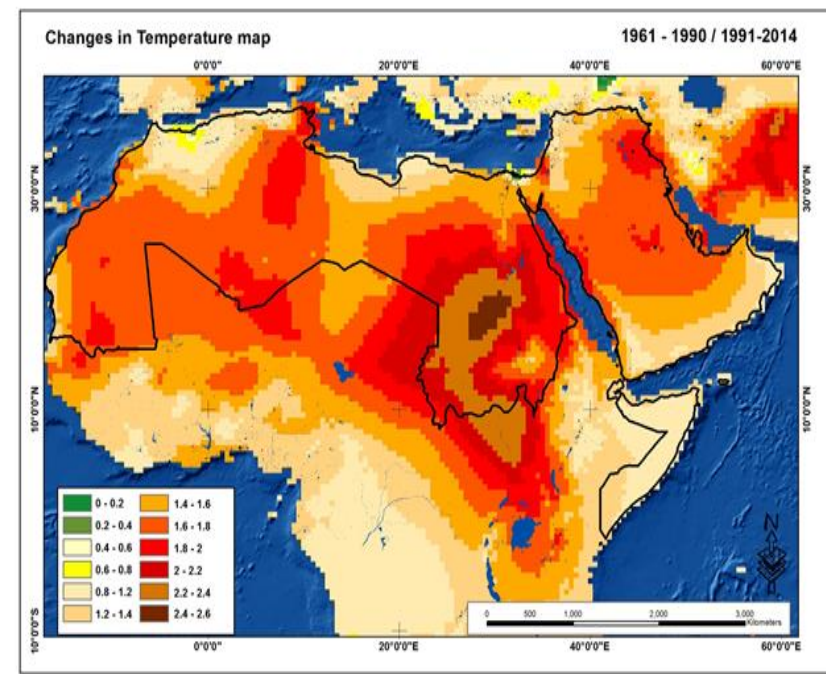 Changes in Temperature map 1961 - 1990 / 1991-2014
0°0'0" 20°0'0"E 40°0'0"E 60°0'0"E
30°0'0"N 30°0'0"N
10°0'0"N 10°0'0"N
10°0'0"S 10°0'0"S
0 - 0.2 1.4 - 1.6
0.2 - 0.4 1.6 - 1.8
0.4 - 0.6 1.8 - 2
0.6 - 0.8 2 - 2.2
0.8 - 1.2 2.2 - 2.4
1.2 - 1.4 2.4 - 2.6
N
0 500 1,000 2,000 3,000
Kilometers
0°0'0" 20°0'0"E 40°0'0"E 60°0'0"E